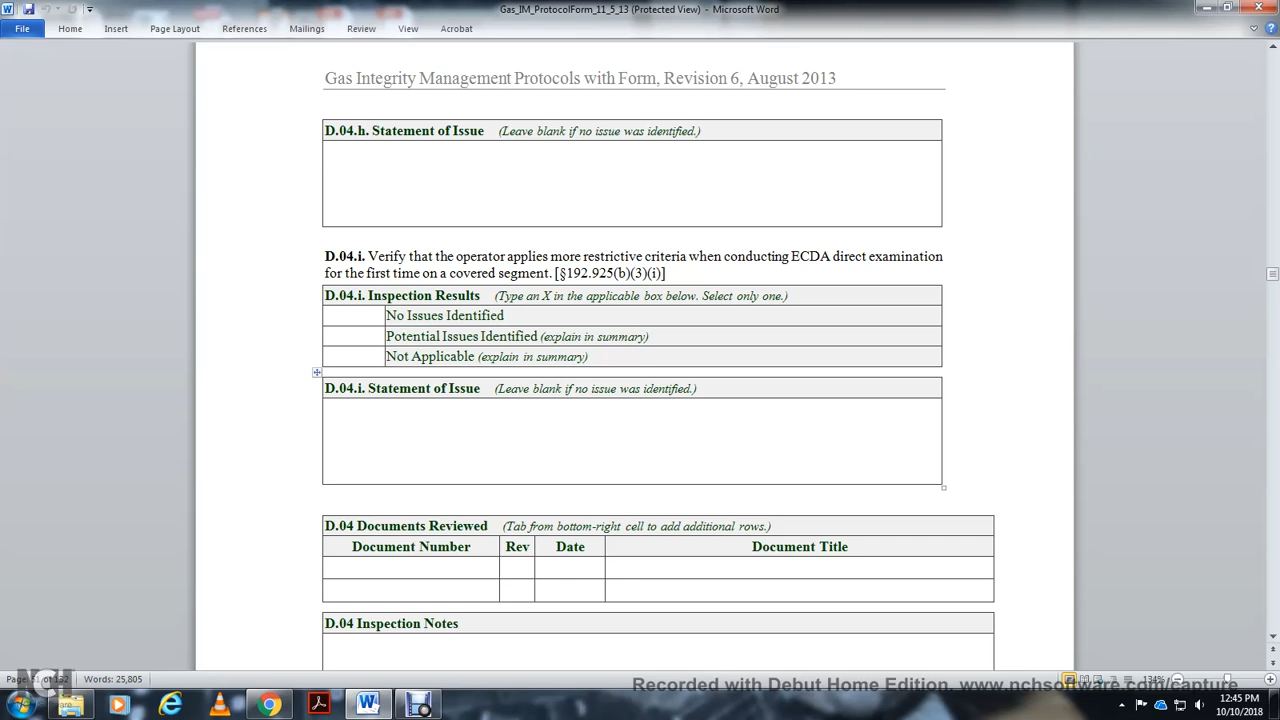 Gas_IM_ProtocolForm_11_5_13 (Protected View) - Microsoft Word
File Home Insert Page Layout References Mailings Review View Acrobat
Gas Integrity Management Protocols with Form, Revision 6, August 2013
D.04.h. Statement of Issue (Leave blank if no issue was identified.)
D.04.i. Verify that the operator applies more restrictive criteria when conducting ECDA direct examination
for the first time on a covered segment. [§192.925(b)(3)(i)]
D.04.i. Inspection Results (Type an X in the applicable box below. Select only one.)
No Issues Identified
Potential Issues Identified (explain in summary)
Not Applicable (explain in summary)
D.04.i. Statement of Issue (Leave blank if no issue was identified.)
D.04 Documents Reviewed (Tab from bottom-right cell to add additional rows.)
Document Number Rev Date Document Title
D.04 Inspection Notes
Words: 25,805
Recorded with Debut Home Edition. www.nchsoftware.com/capture
12:45 PM
10/10/2018